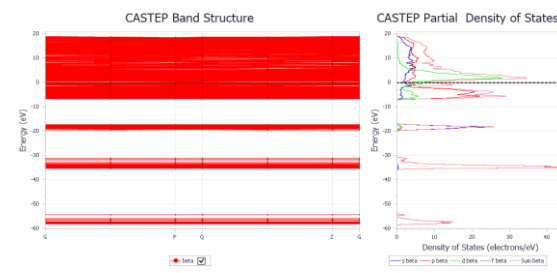 CASTEP Band Structure
CASTEP Partial Density of States
Energy (eV)
20
10
0
-10
-20
-30
-40
-50
-60
G
F
Q
Z
G
beta
Energy (eV)
20
10
0
-10
-20
-30
-40
-50
-60
0
10
20
30
40
Density of States (electrons/eV)
s beta
p beta
d beta
f beta
Sum beta